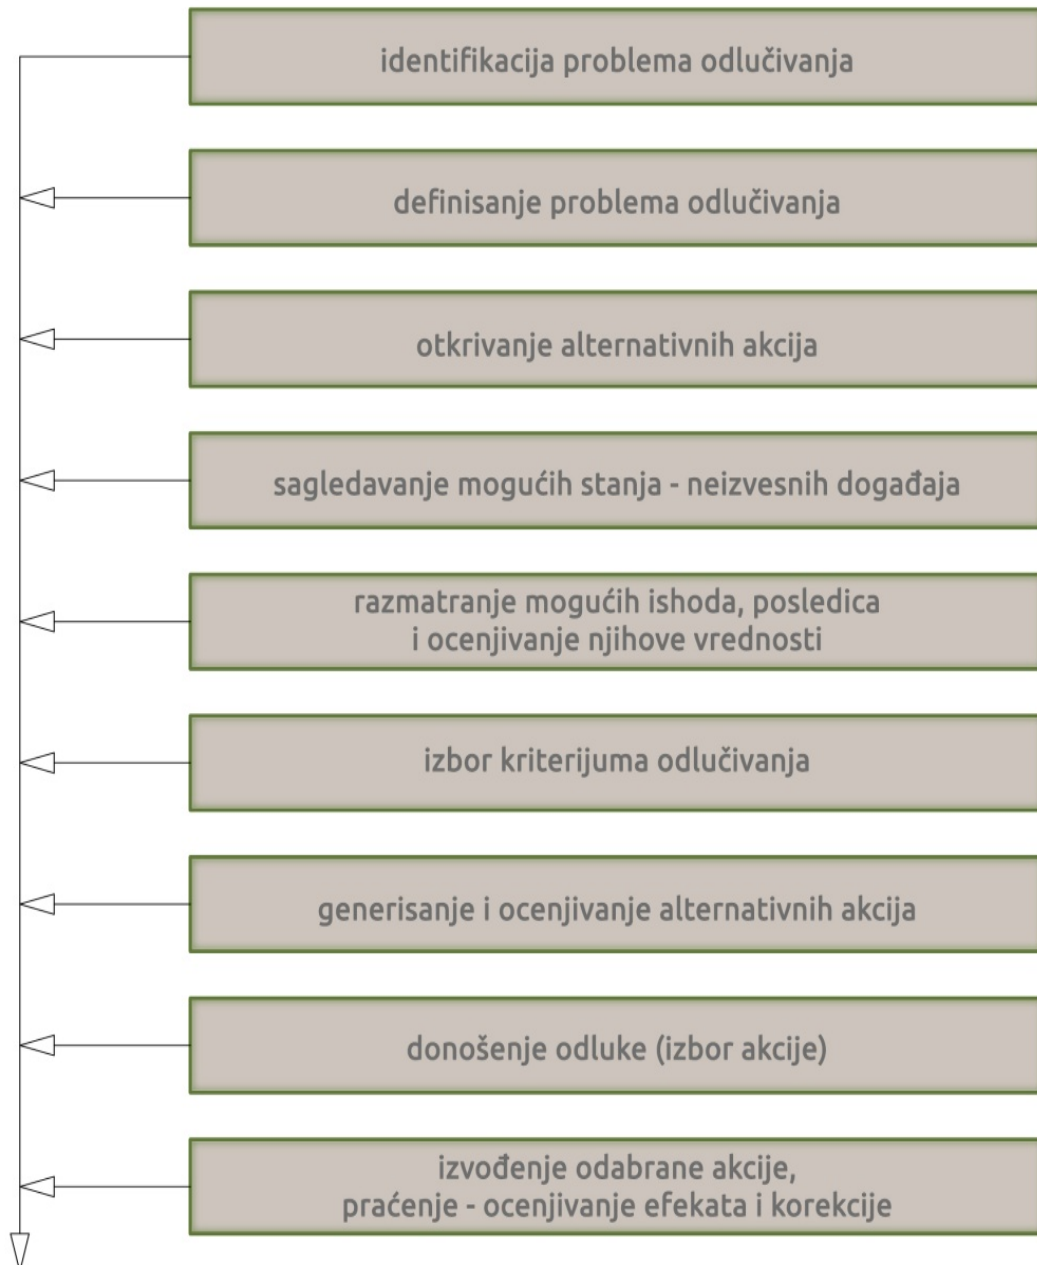 identifikacija problema odlučivanja
definisanje problema odlučivanja
otkrivanje alternativnih akcija
sagledavanje mogućih stanja - neizvesnih događaja
razmatranje mogućih ishoda, posledica
i ocenjivanje njihove vrednosti
izbor kriterijuma odlučivanja
generisanje i ocenjivanje alternativnih akcija
donošenje odluke (izbor akcije)
izvođenje odabrane akcije,
praćenje - ocenjivanje efekata i korekcije